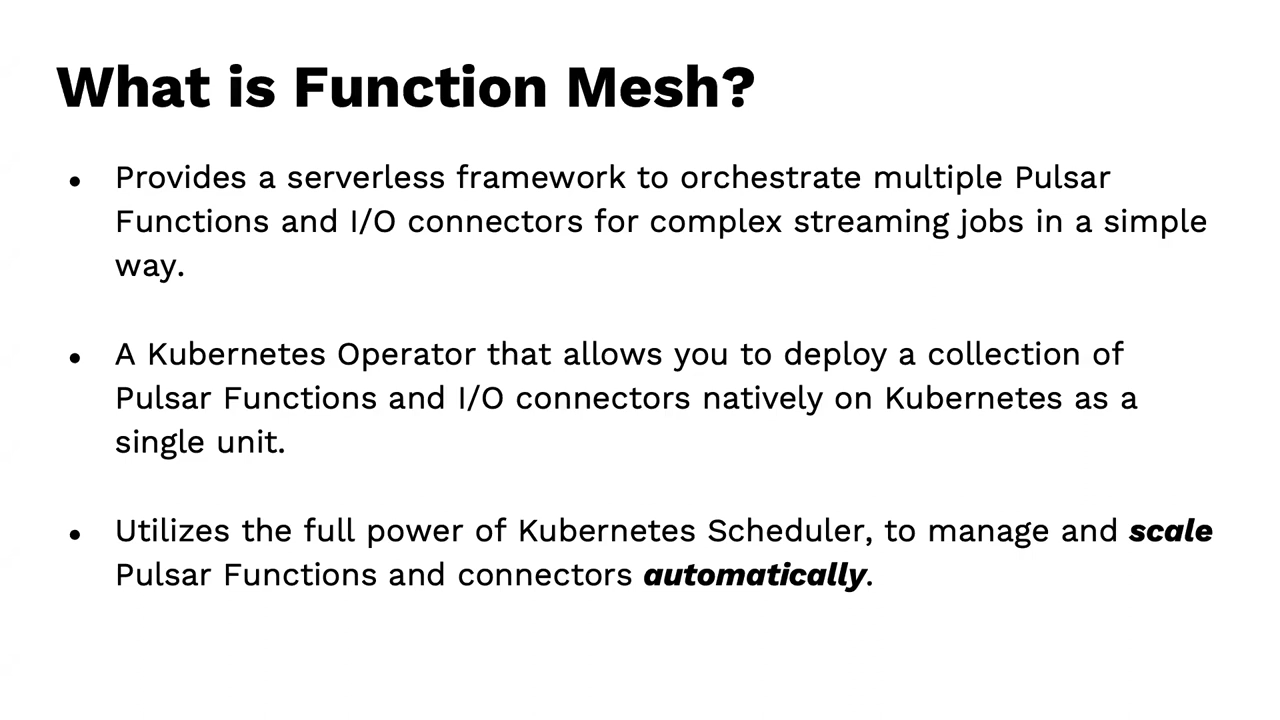 What is Function Mesh?
● Provides a serverless framework to orchestrate multiple Pulsar
Functions and I/O connectors for complex streaming jobs in a simple
way.
● A Kubernetes Operator that allows you to deploy a collection of
Pulsar Functions and I/O connectors natively on Kubernetes as a
single unit.
● Utilizes the full power of Kubernetes Scheduler, to manage and scale
Pulsar Functions and connectors automatically.